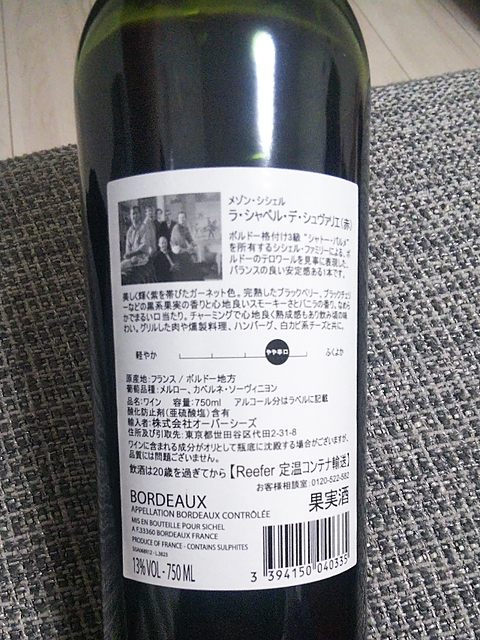 メゾン・シシェル
ラ・シャペル・デ・シュヴァリエ(赤)
ボルドー格付け3級“シャトー・パルメ”
を所有するシシェル・ファミリーによる、ボ
ルドーのテロワールを見事に表現した、
バランスの良い安定感ある1本です。
美しく輝く紫を帯びたガーネット色。完熟したブラックベリー、ブラックチェリ
ーなどの黒系果実の香りと心地良いスモーキーさとバニラの香り。なめら
かでまるい口当たり。チャーミングで心地良く熟成感もあり飲み頃の味
わい。グリルした肉や燻製料理、ハンバーグ、白カビ系チーズと共に。
軽やか やや辛口 ふくよか
原産地:フランス / ボルドー地方
葡萄品種:メルロー、カベルネ・ソーヴィニヨン
品名:ワイン 容量:750ml アルコール分はラベルに記載
酸化防止剤(亜硫酸塩)含有
輸入者:株式会社オーバーシーズ
住所及び引取先:東京都世田谷区代田2-31-8
ワインに含まれる成分がオリとして瓶底に沈殿する場合がございますが、
品質には問題ございません。
飲酒は20歳を過ぎてから【Reefer 定温コンテナ輸送】
お客様相談室:0120-522-582
BORDEAUX 果実酒
APPELLATION BORDEAUX CONTRÔLÉE
MIS EN BOUTEILLE POUR SICHEL
A F.33360 BORDEAUX FRANCE
PRODUCE OF FRANCE - CONTAINS SULPHITES
13% VOL - 750 ML
3 394150 040335